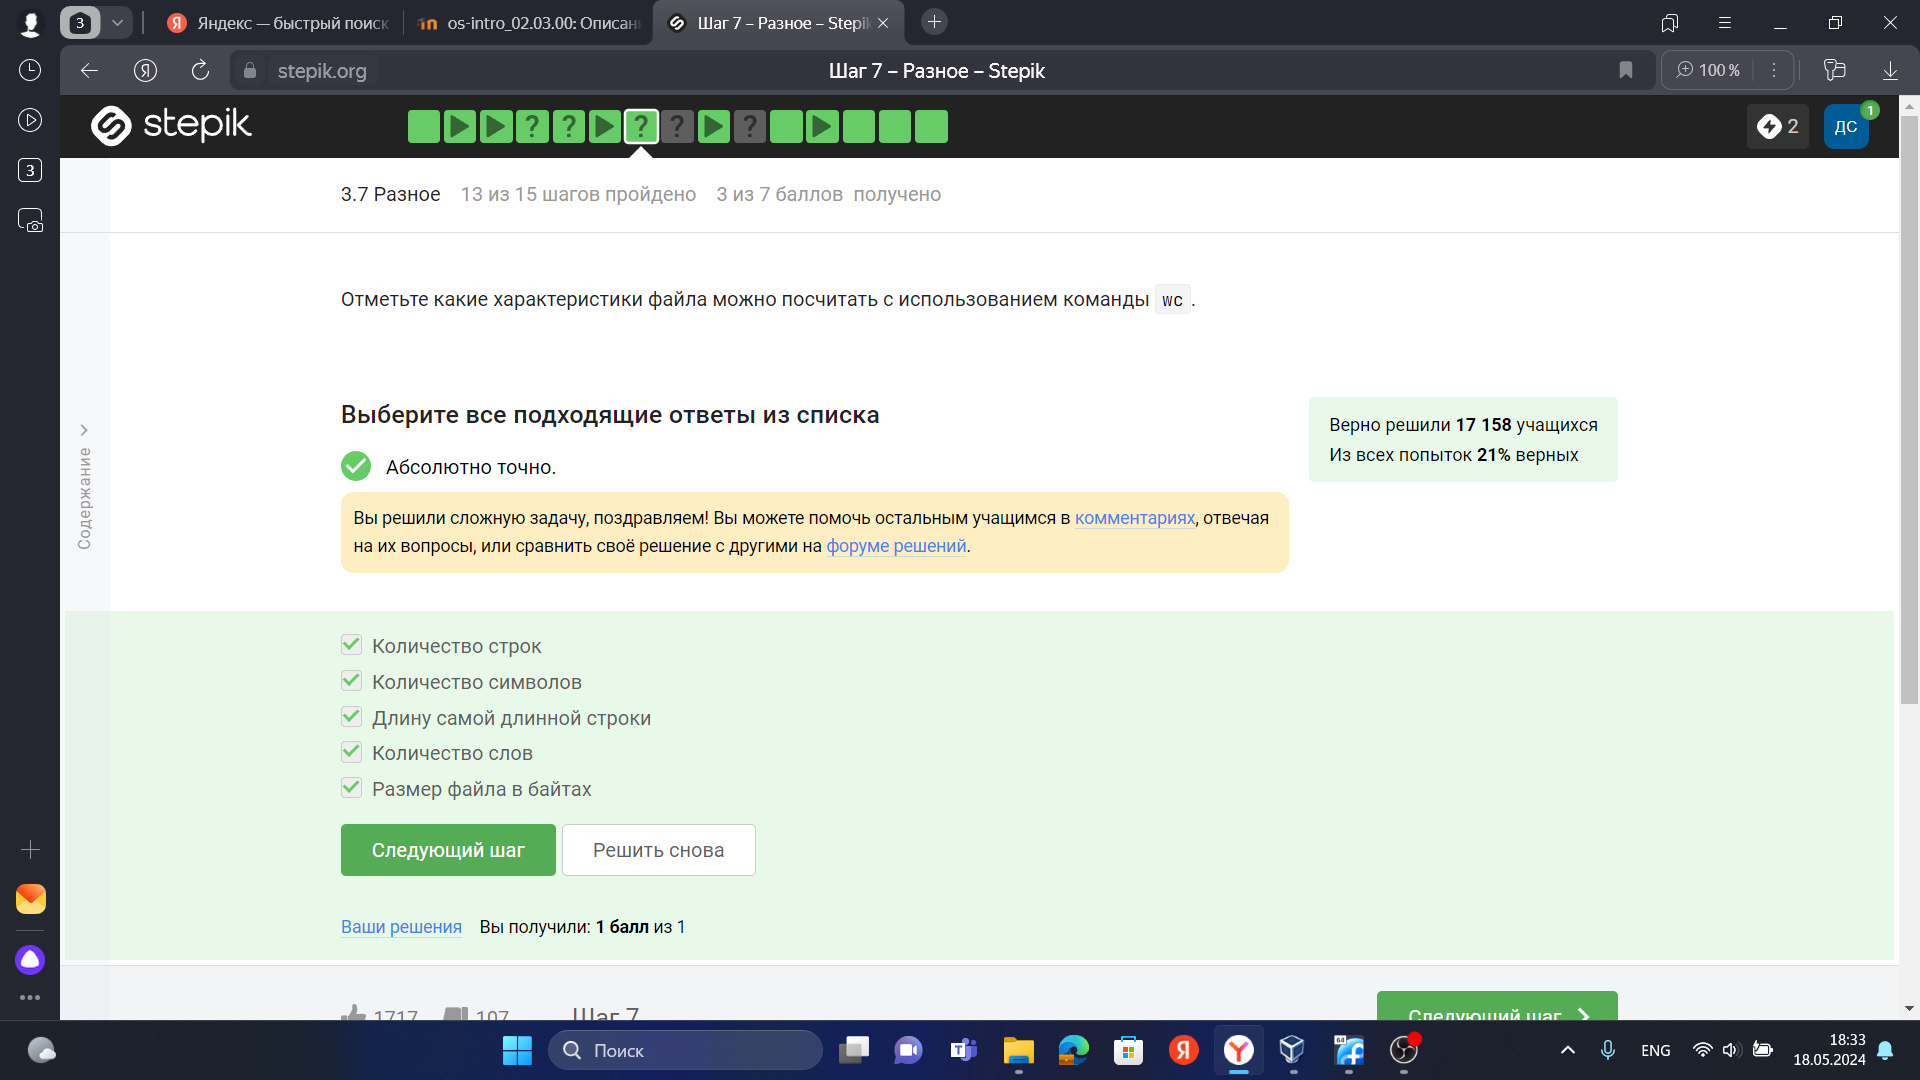 3
Яндекс — быстрый поиск
os-intro_02.03.00: Описан
Шаг 7 – Разное – Stepi
stepik.org
Шаг 7 – Разное – Stepik
100 %
3
stepik
? ? ? ? ?
2
ДС
1
3.7 Разное 13 из 15 шагов пройдено 3 из 7 баллов получено
Отметьте какие характеристики файла можно посчитать с использованием команды wc.
Содержание
Выберите все подходящие ответы из списка
Верно решили 17 158 учащихся
Из всех попыток 21% верных
Абсолютно точно.
Вы решили сложную задачу, поздравляем! Вы можете помочь остальным учащимся в комментариях, отвечая
на их вопросы, или сравнить своё решение с другими на форуме решений.
Количество строк
Количество символов
Длину самой длинной строки
Количество слов
Размер файла в байтах
Следующий шаг
Решить снова
Ваши решения Вы получили: 1 балл из 1
1717 107 Шаг 7
Следующий шаг
Поиск
ENG
18:33
18.05.2024